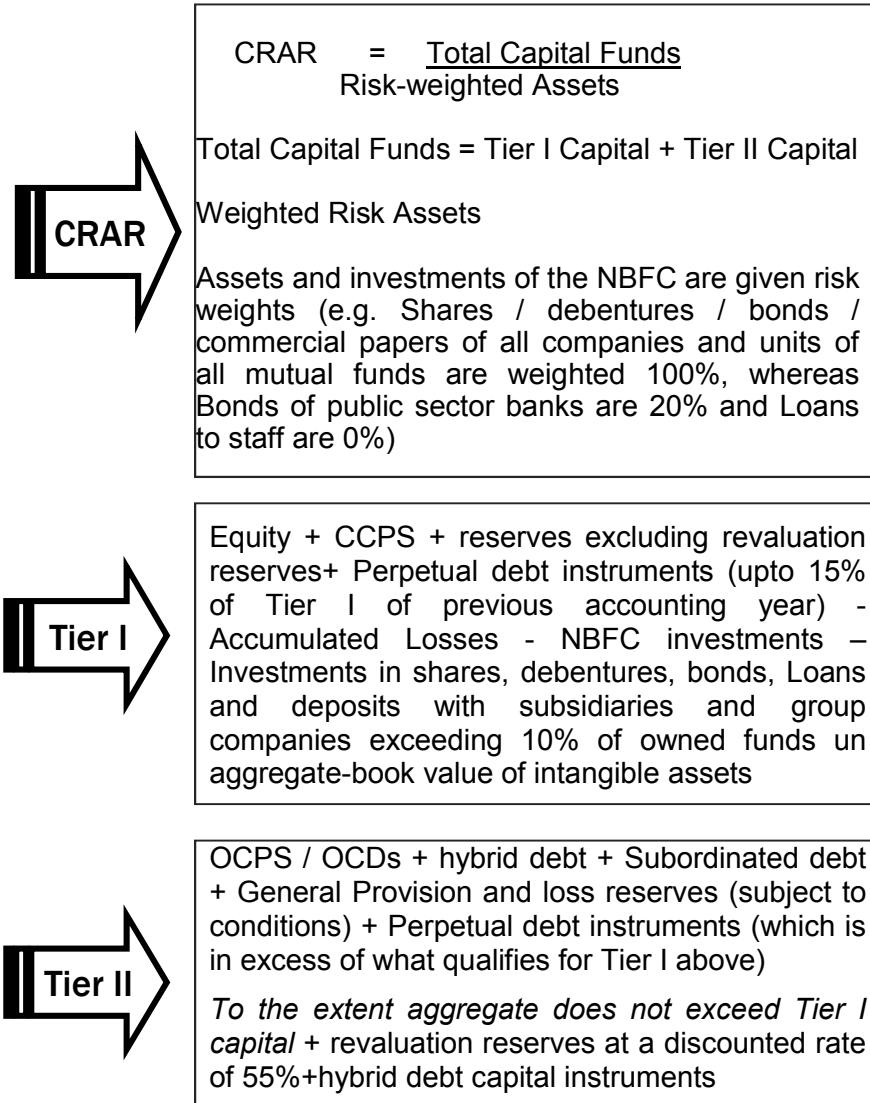 CRAR = Total Capital Funds
Risk-weighted Assets
Total Capital Funds = Tier I Capital + Tier II Capital
Weighted Risk Assets
CRAR
Assets and investments of the NBFC are given risk
weights (e.g. Shares / debentures / bonds /
commercial papers of all companies and units of
all mutual funds are weighted 100%, whereas
Bonds of public sector banks are 20% and Loans
to staff are 0%)
Equity + CCPS + reserves excluding revaluation
reserves+ Perpetual debt instruments (upto 15%
of Tier I of previous accounting year) -
Accumulated Losses - NBFC investments –
Tier I
Investments in shares, debentures, bonds, Loans
and deposits with subsidiaries and group
companies exceeding 10% of owned funds un
aggregate-book value of intangible assets
OCPS / OCDs + hybrid debt + Subordinated debt
+ General Provision and loss reserves (subject to
conditions) + Perpetual debt instruments (which is
in excess of what qualifies for Tier I above)
Tier II
To the extent aggregate does not exceed Tier I
capital + revaluation reserves at a discounted rate
of 55%+hybrid debt capital instruments